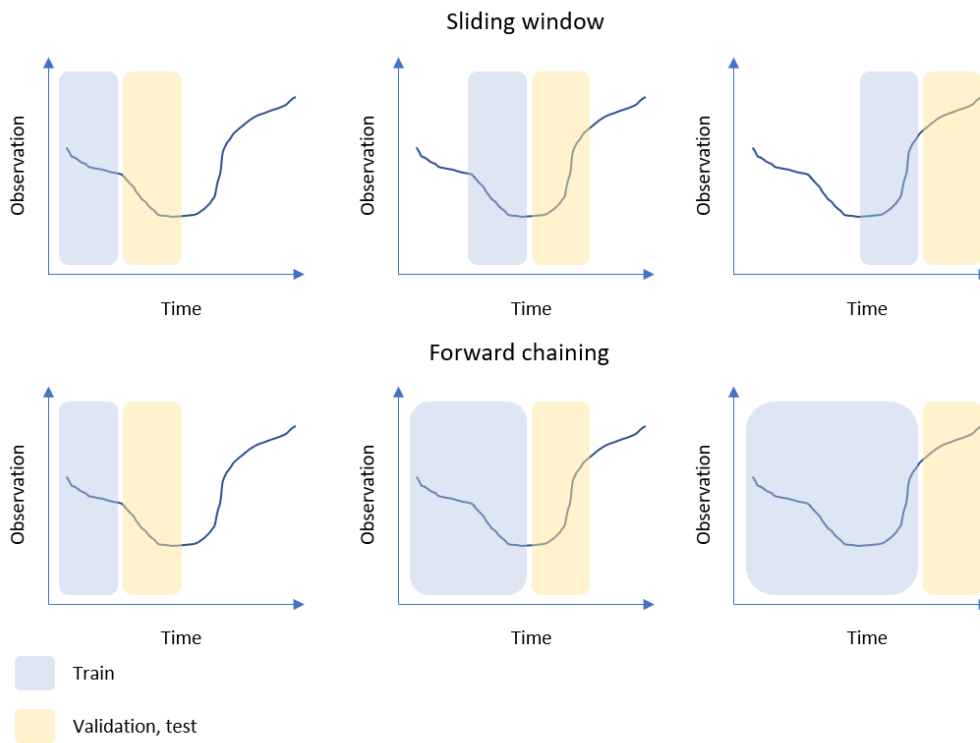 Sliding window
Observation
Observation
Observation
Time
Time
Time
Forward chaining
Observation
Observation
Observation
Time
Time
Time
Train
Validation, test